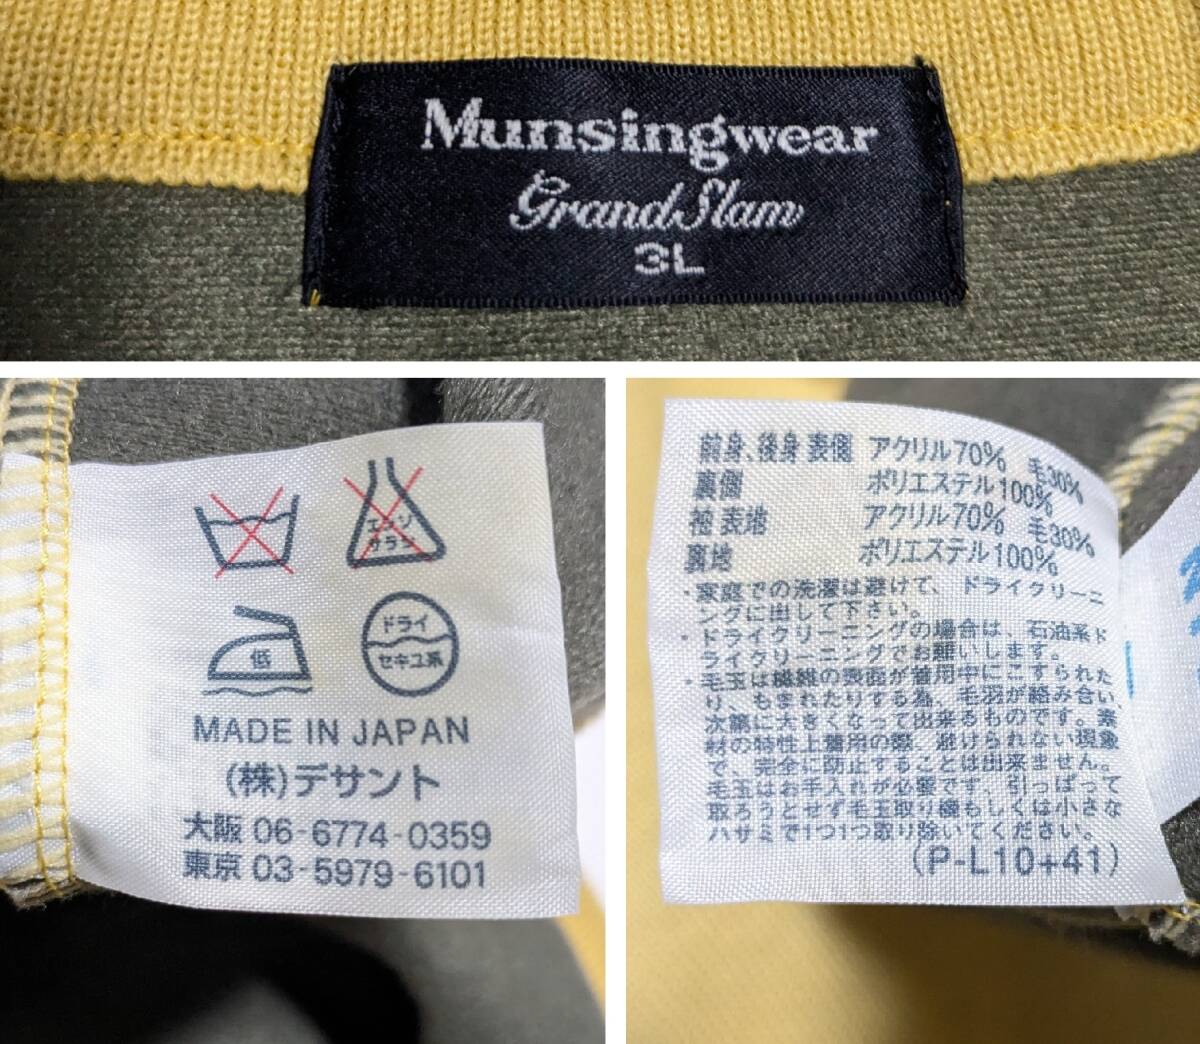 Munsingwear
Grand Slam
3L
エンソ
サラシ
低
ドライ
セキユ系
MADE IN JAPAN
(株)デサント
大阪 06-6774-0359
東京 03-5979-6101
前身、後身 表側 アクリル70% 毛30%
裏側 ポリエステル100%
袖 表地 アクリル70% 毛30%
裏地 ポリエステル100%
・家庭での洗濯は避けて、ドライクリーニ
ングに出して下さい。
・ドライクリーニングの場合は、石油系ド
ライクリーニングでお願いします。
・毛玉は繊維の表面が着用中にこすられた
り、もまれたりする為、毛羽が絡み合い、
次第に大きくなって出来るものです。素
材の特性上着用の際、避けられない現象
で、完全に防止することは出来ません。
毛玉はお手入れが必要です、引っぱって
取ろうとせず毛玉取り機もしくは小さな
ハサミで1つ1つ取り除いてください。
(P-L10+41)